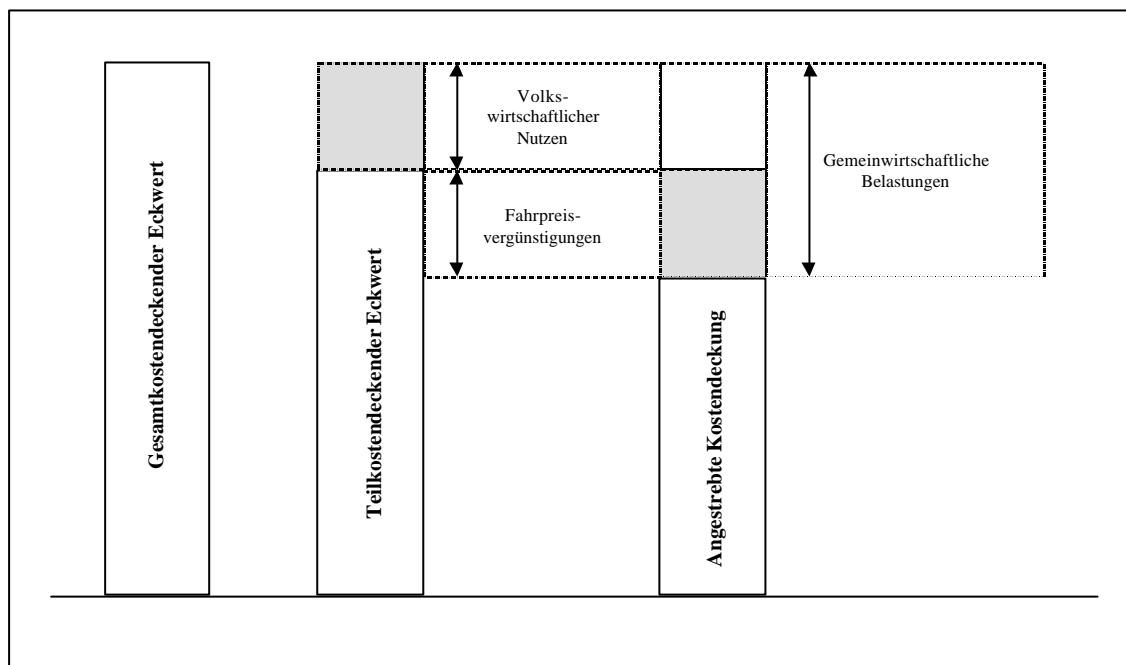 Gesamtkostendeckender Eckwert
Teilkostendeckender Eckwert
Volks-
wirtschaftlicher
Nutzen
Fahrpreis-
vergünstigungen
Angestrebte Kostendeckung
Gemeinwirtschaftliche
Belastungen